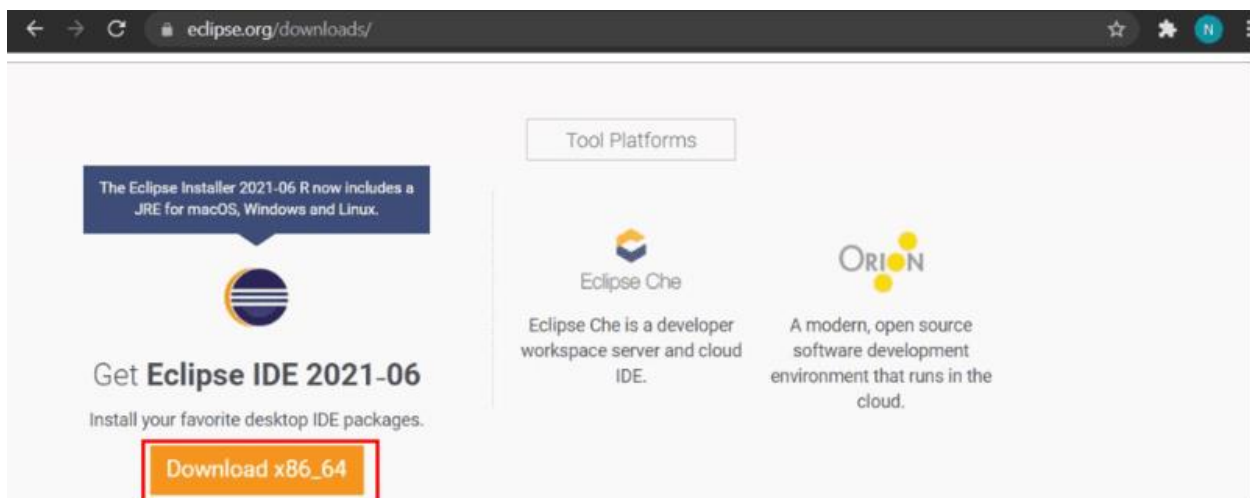 eclipse.org/downloads/
N
Tool Platforms
The Eclipse Installer 2021-06 R now includes a
JRE for macOS, Windows and Linux.
Get Eclipse IDE 2021-06
Install your favorite desktop IDE packages.
Download x86_64
Eclipse Che
Eclipse Che is a developer
workspace server and cloud
IDE.
ORION
A modern, open source
software development
environment that runs in the
cloud.